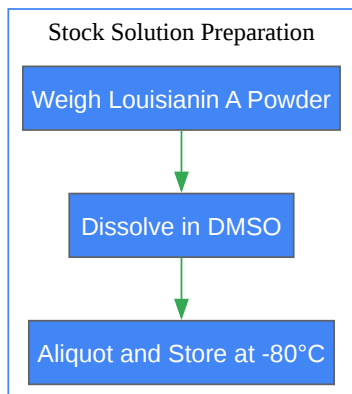 Stock Solution Preparation
Weigh Louisianin A Powder
Dissolve in DMSO
Aliquot and Store at -80°C